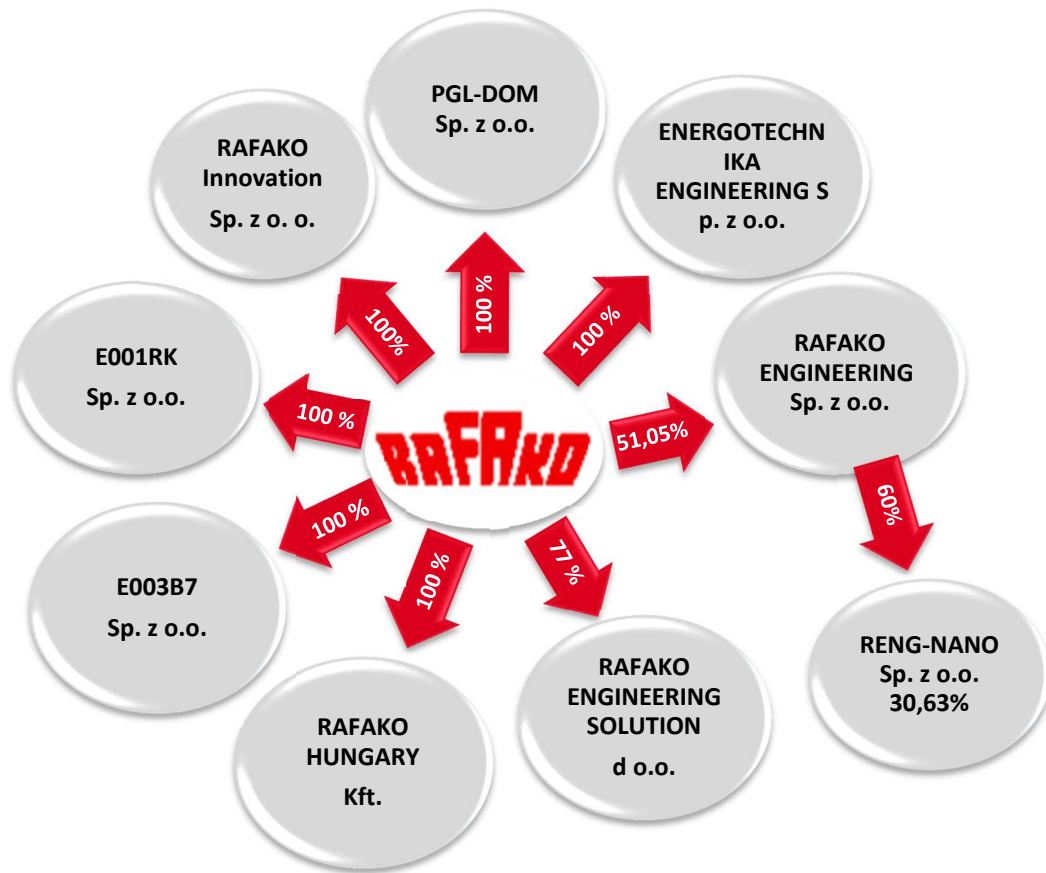 PGL-DOM
Sp. z o.o.
RAFAKO
Innovation
Sp. z o. o.
ENERGOTECHN
IKA
ENGINEERING S
p. z o.o.
100%
100 %
100 %
E001RK
Sp. z o.o.
100 %
RAFAKO
51,05%
RAFAKO
ENGINEERING
Sp. z o.o.
60%
E003B7
Sp. z o.o.
100 %
100 %
77 %
RAFAKO
HUNGARY
Kft.
RAFAKO
ENGINEERING
SOLUTION
d o.o.
RENG-NANO
Sp. z o.o.
30,63%